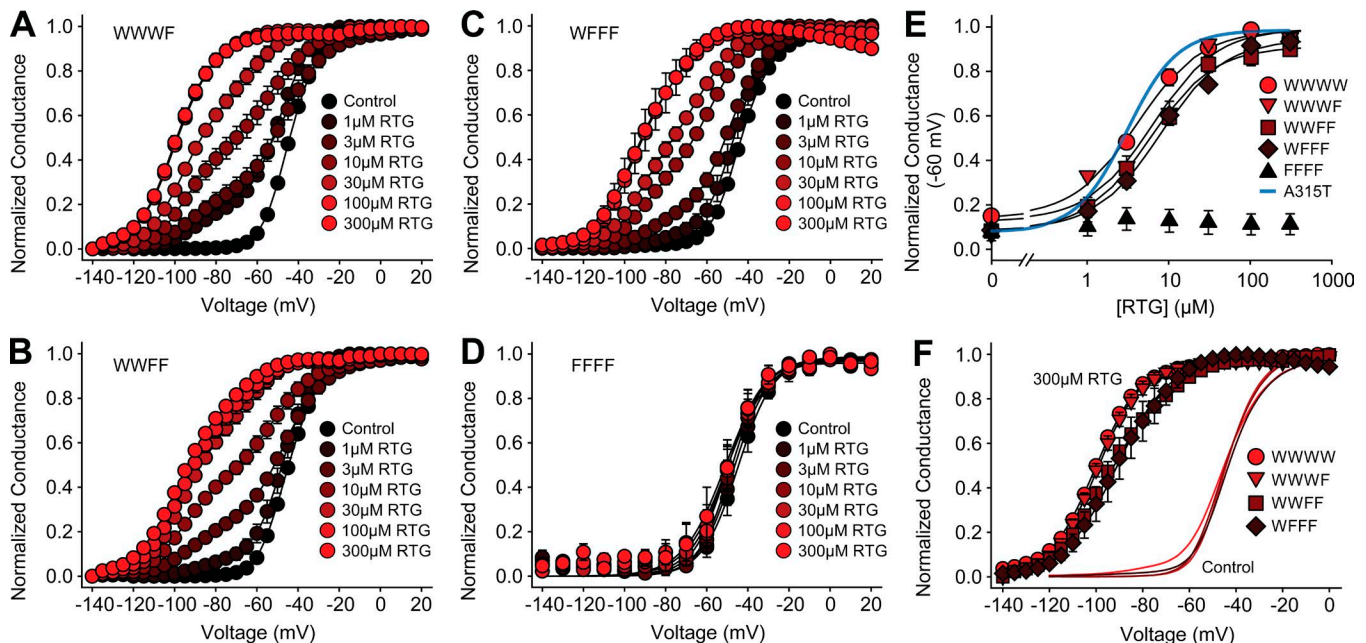 A
WWWF
Normalized Conductance
1.0
0.8
0.6
0.4
0.2
0.0
Control
1µM RTG
3µM RTG
10µM RTG
30µM RTG
100µM RTG
300µM RTG
-140 -120 -100 -80 -60 -40 -20 0 20
Voltage (mV)
B
WWFF
Normalized Conductance
1.0
0.8
0.6
0.4
0.2
0.0
Control
1µM RTG
3µM RTG
10µM RTG
30µM RTG
100µM RTG
300µM RTG
-140 -120 -100 -80 -60 -40 -20 0 20
Voltage (mV)
C
WFFF
Normalized Conductance
1.0
0.8
0.6
0.4
0.2
0.0
Control
1µM RTG
3µM RTG
10µM RTG
30µM RTG
100µM RTG
300µM RTG
-140 -120 -100 -80 -60 -40 -20 0 20
Voltage (mV)
D
FFFF
Normalized Conductance
1.0
0.8
0.6
0.4
0.2
0.0
Control
1µM RTG
3µM RTG
10µM RTG
30µM RTG
100µM RTG
300µM RTG
-140 -120 -100 -80 -60 -40 -20 0 20
Voltage (mV)
E
Normalized Conductance
(-60 mV)
1.0
0.8
0.6
0.4
0.2
0.0
WWWW
WWWF
WWFF
WFFF
FFFF
A315T
0 1 10 100 1000
[RTG] (µM)
F
300µM RTG
Normalized Conductance
1.0
0.8
0.6
0.4
0.2
0.0
WWWW
WWWF
WWFF
WFFF
Control
-140 -120 -100 -80 -60 -40 -20 0
Voltage (mV)